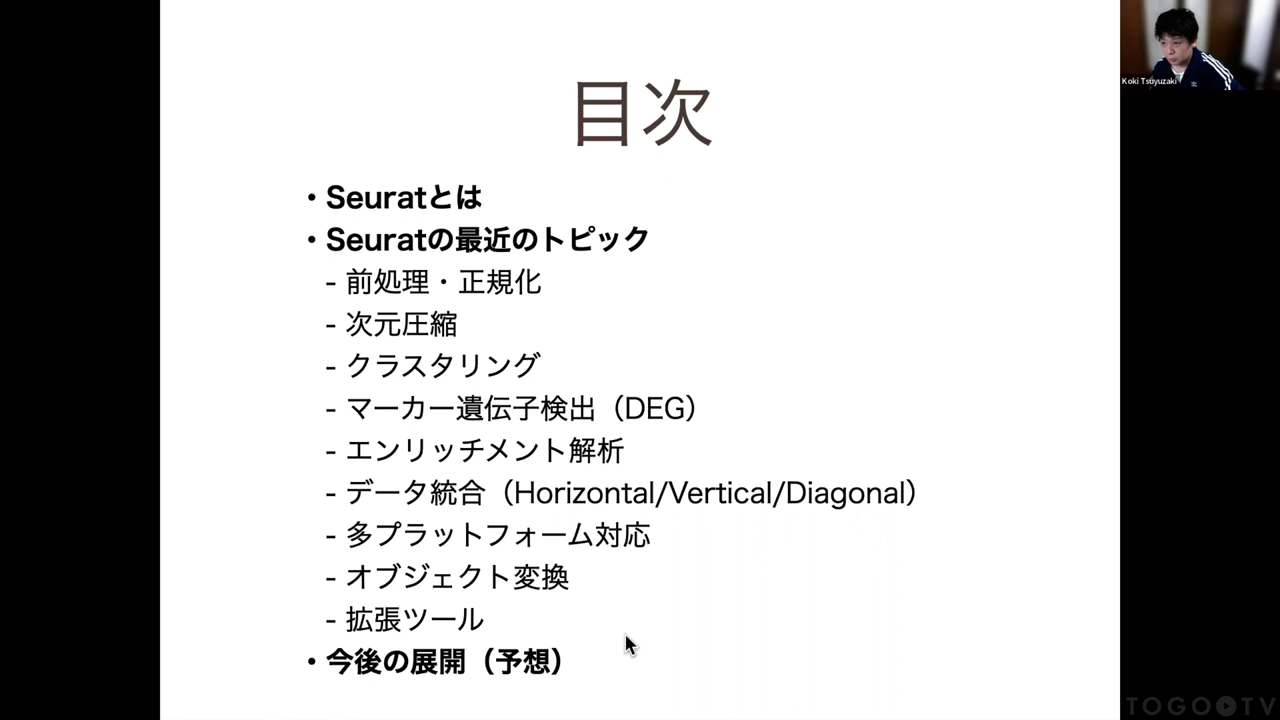 目次
・Seuratとは
・Seuratの最近のトピック
- 前処理・正規化
- 次元圧縮
- クラスタリング
- マーカー遺伝子検出（DEG）
- エンリッチメント解析
- データ統合（Horizontal/Vertical/Diagonal）
- 多プラットフォーム対応
- オブジェクト変換
- 拡張ツール
・今後の展開（予想）
Koki Tsuyuzaki
TOGO TV